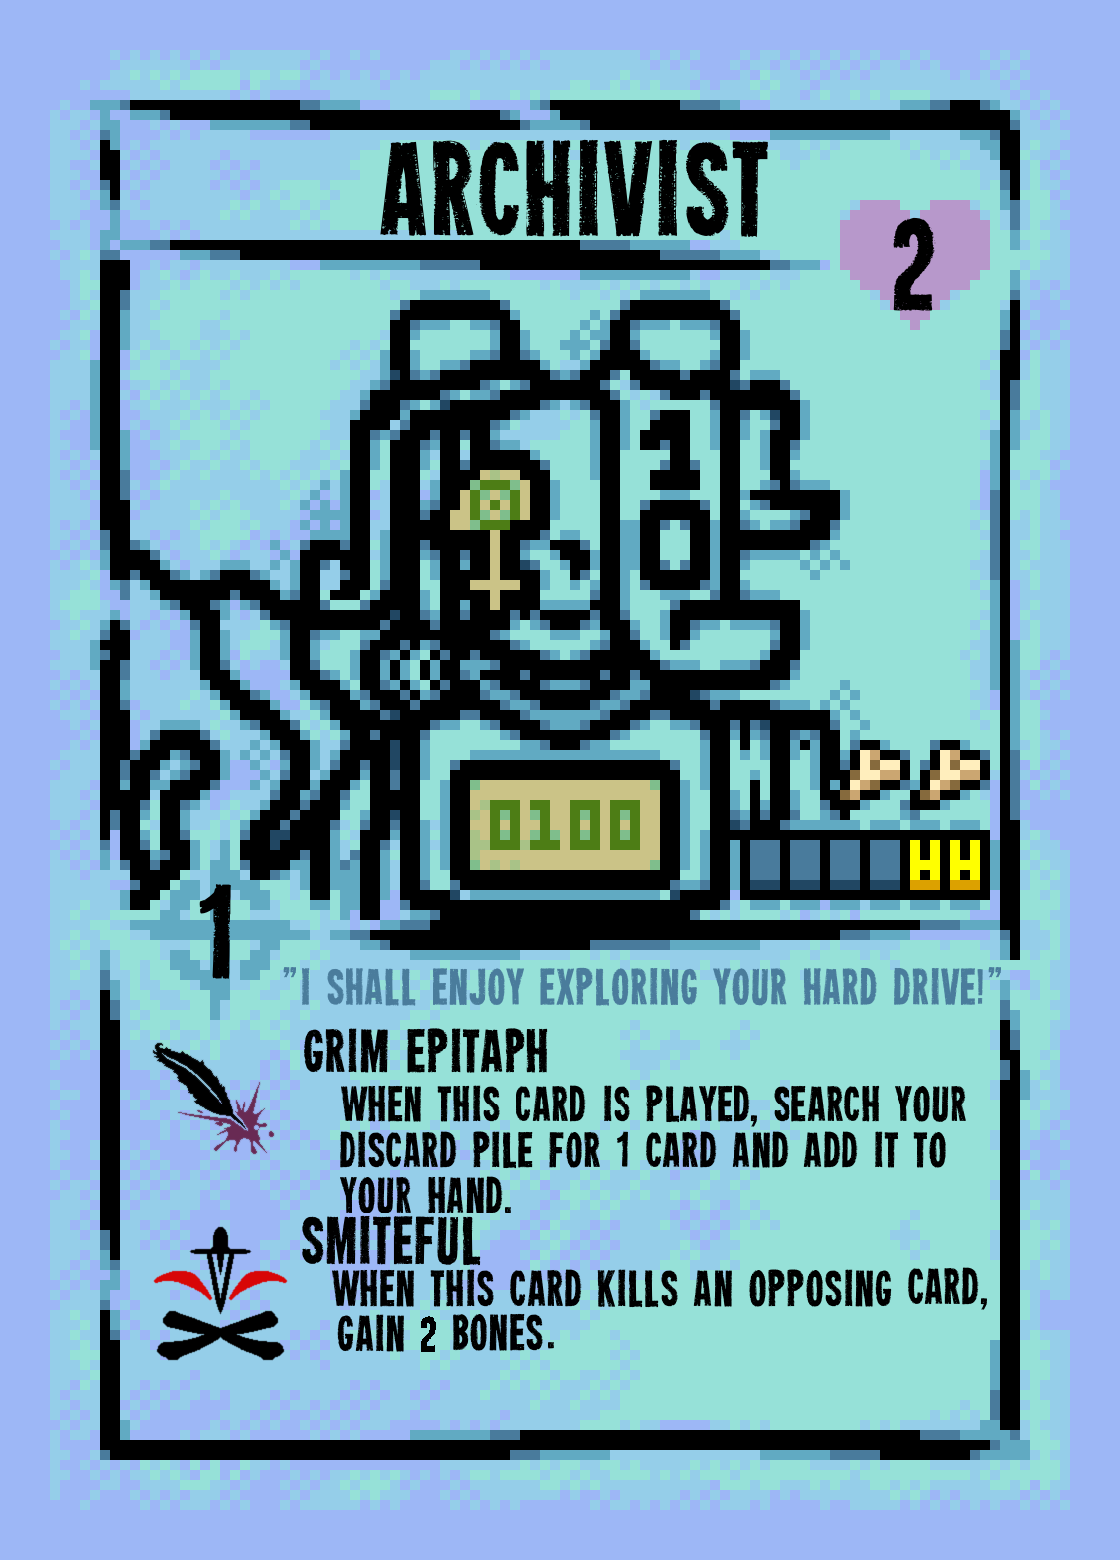 ARCHIVIST
2
1
0
0100
1
"I SHALL ENJOY EXPLORING YOUR HARD DRIVE!"
GRIM EPITAPH
WHEN THIS CARD IS PLAYED, SEARCH YOUR
DISCARD PILE FOR 1 CARD AND ADD IT TO
YOUR HAND.
SMITEFUL
WHEN THIS CARD KILLS AN OPPOSING CARD,
GAIN 2 BONES.